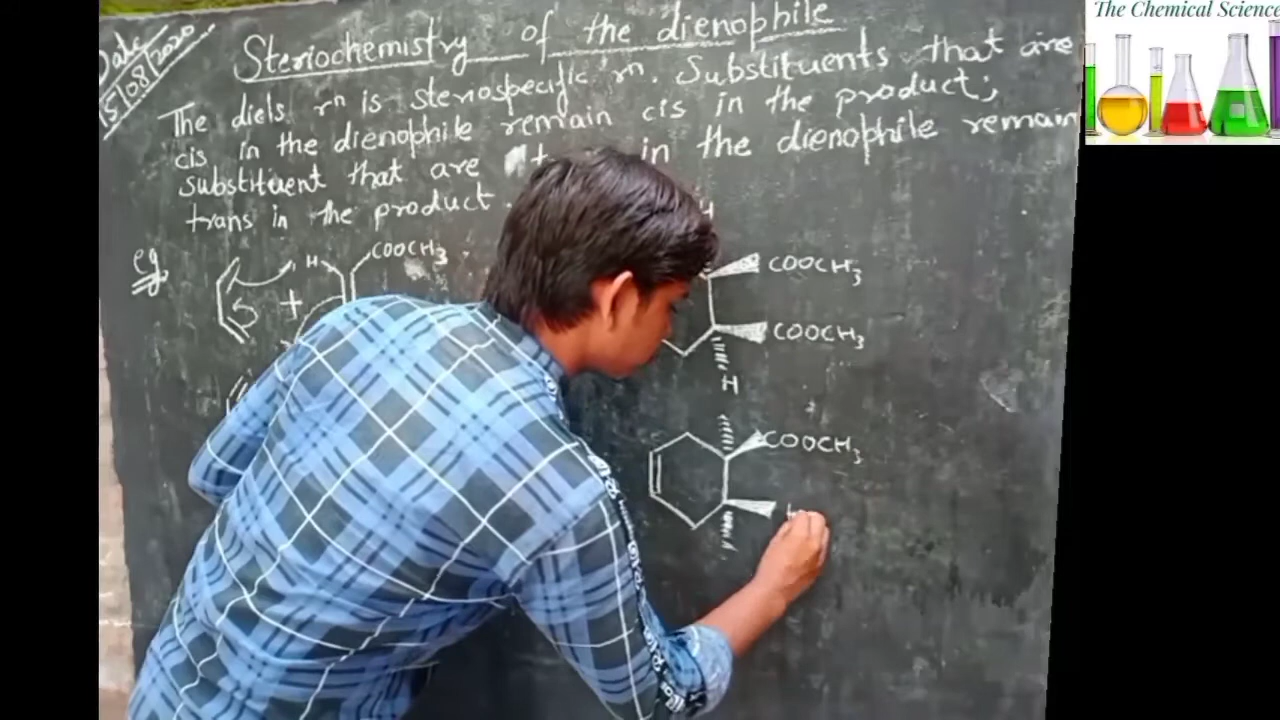 The Chemical Science
Date
5/08/2020
Steriochemistry of the dienophile
The diels rⁿ is steriospecific rⁿ. Substituents that are
cis in the dienophile remain cis in the product;
substituent that are in the dienophile remain
trans in the product.
eg.
H COOCH3
+
H
COOCH3
COOCH3
H
COOCH3